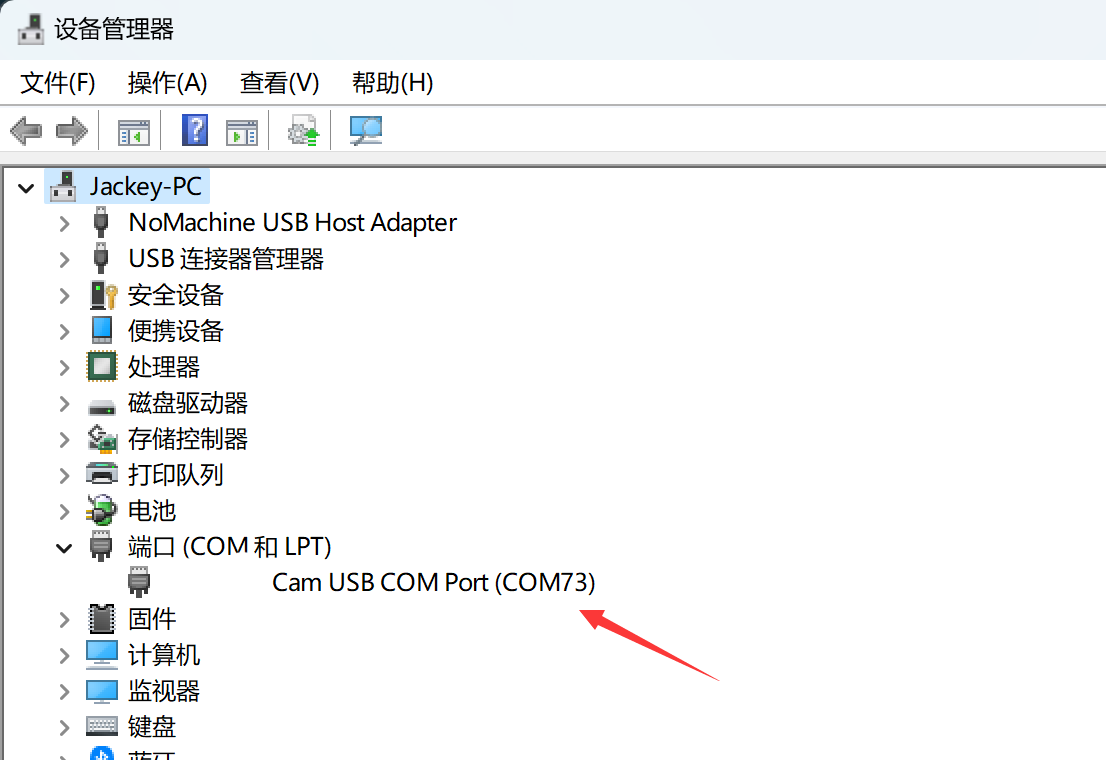 设备管理器
文件(F) 操作(A) 查看(V) 帮助(H)
Jackey-PC
NoMachine USB Host Adapter
USB 连接器管理器
安全设备
便携设备
处理器
磁盘驱动器
存储控制器
打印队列
电池
端口 (COM 和 LPT)
Cam USB COM Port (COM73)
固件
计算机
监视器
键盘
蓝牙